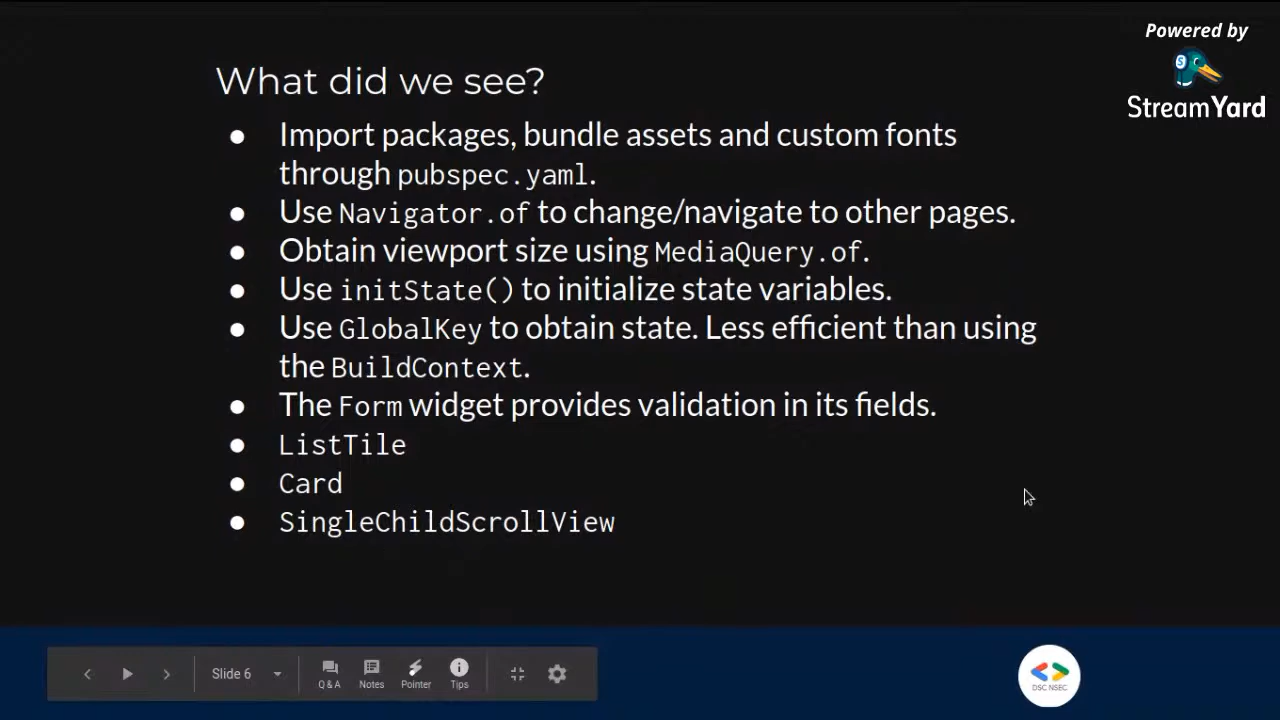 Powered by
StreamYard
What did we see?
● Import packages, bundle assets and custom fonts
through pubspec.yaml.
● Use Navigator.of to change/navigate to other pages.
● Obtain viewport size using MediaQuery.of.
● Use initState() to initialize state variables.
● Use GlobalKey to obtain state. Less efficient than using
the BuildContext.
● The Form widget provides validation in its fields.
● ListTile
● Card
● SingleChildScrollView
Slide 6
Q & A Notes Pointer Tips
DSC NSEC